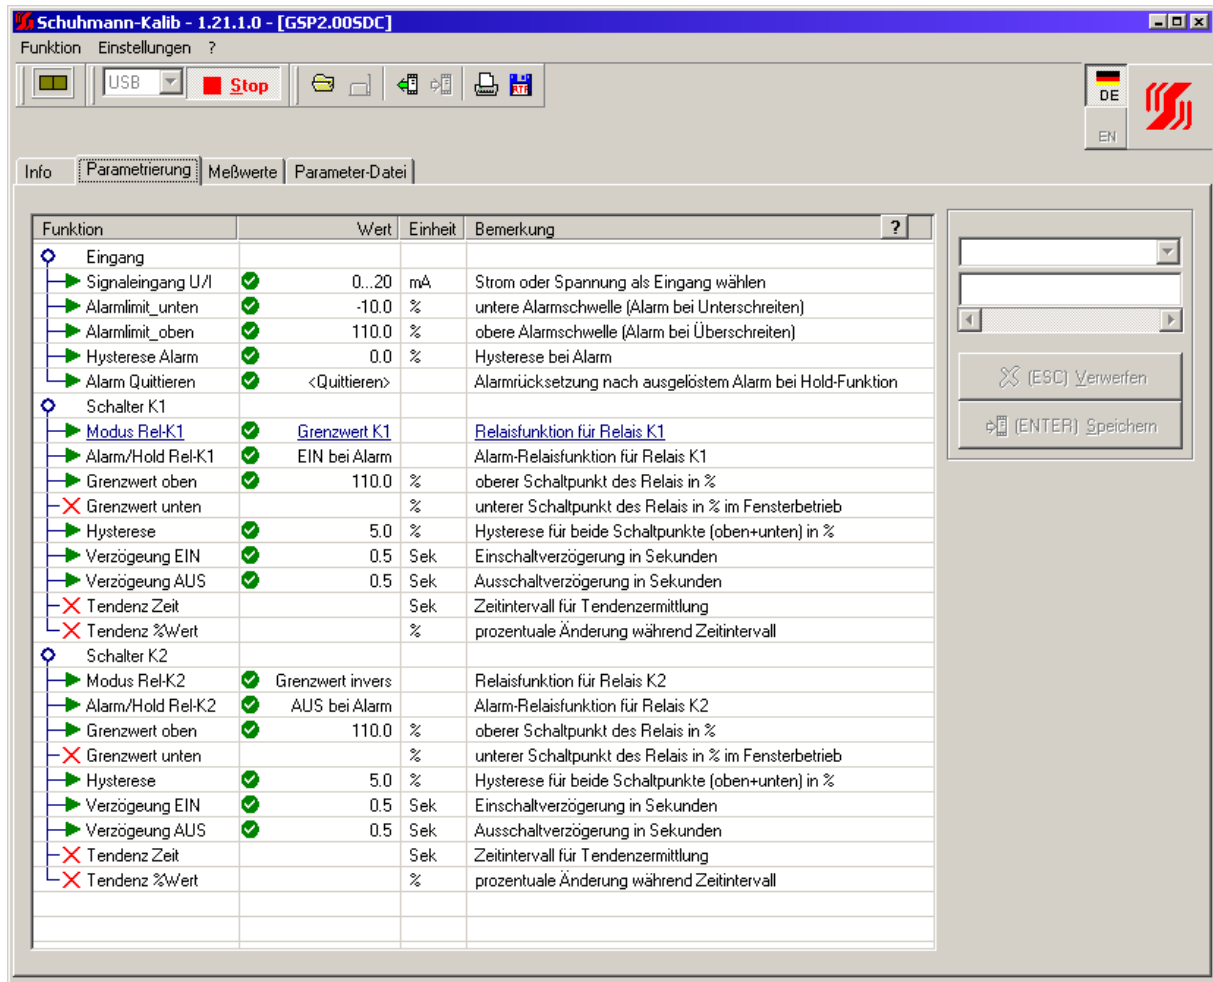 Schuhmann-Kalib - 1.21.1.0 - [GSP2.00SDC]
Funktion Einstellungen ?
USB Stop RTF DE
EN
Info Parametrierung Meßwerte Parameter-Datei
Funktion Wert Einheit Bemerkung ?
Eingang
Signaleingang U/I 0...20 mA Strom oder Spannung als Eingang wählen
Alarmlimit_unten -10.0 % untere Alarmschwelle (Alarm bei Unterschreiten)
Alarmlimit_oben 110.0 % obere Alarmschwelle (Alarm bei Überschreiten)
Hysterese Alarm 0.0 % Hysterese bei Alarm
Alarm Quittieren <Quittieren> Alarmrücksetzung nach ausgelöstem Alarm bei Hold-Funktion
Schalter K1
Modus Rel-K1 Grenzwert K1 Relaisfunktion für Relais K1
Alarm/Hold Rel-K1 EIN bei Alarm Alarm-Relaisfunktion für Relais K1
Grenzwert oben 110.0 % oberer Schaltpunkt des Relais in %
Grenzwert unten % unterer Schaltpunkt des Relais in % im Fensterbetrieb
Hysterese 5.0 % Hysterese für beide Schaltpunkte (oben+unten) in %
Verzögeung EIN 0.5 Sek Einschaltverzögerung in Sekunden
Verzögeung AUS 0.5 Sek Ausschaltverzögerung in Sekunden
Tendenz Zeit Sek Zeitintervall für Tendenzermittlung
Tendenz %Wert % prozentuale Änderung während Zeitintervall
Schalter K2
Modus Rel-K2 Grenzwert invers Relaisfunktion für Relais K2
Alarm/Hold Rel-K2 AUS bei Alarm Alarm-Relaisfunktion für Relais K2
Grenzwert oben 110.0 % oberer Schaltpunkt des Relais in %
Grenzwert unten % unterer Schaltpunkt des Relais in % im Fensterbetrieb
Hysterese 5.0 % Hysterese für beide Schaltpunkte (oben+unten) in %
Verzögeung EIN 0.5 Sek Einschaltverzögerung in Sekunden
Verzögeung AUS 0.5 Sek Ausschaltverzögerung in Sekunden
Tendenz Zeit Sek Zeitintervall für Tendenzermittlung
Tendenz %Wert % prozentuale Änderung während Zeitintervall
(ESC) Verwerfen
(ENTER) Speichern